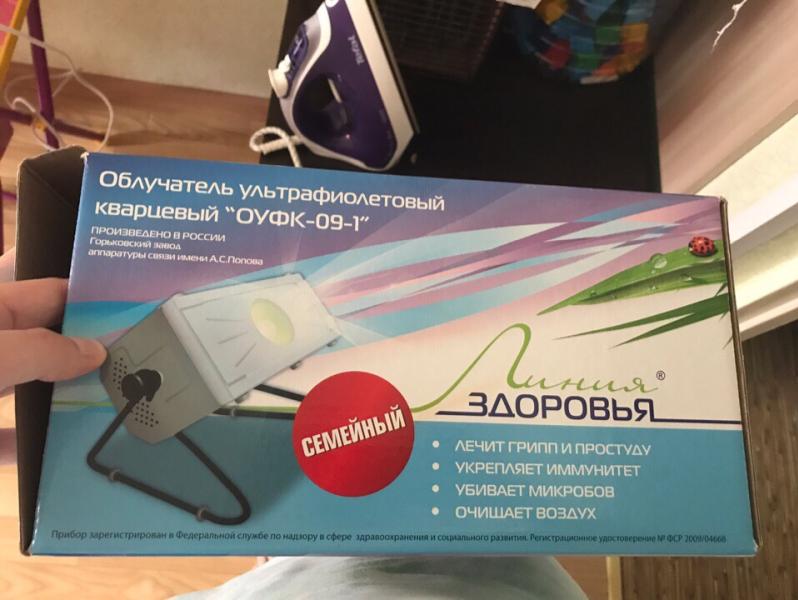 Tefal
Облучатель ультрафиолетовый
кварцевый "ОУФК-09-1"
ПРОИЗВЕДЕНО В РОССИИ
Горьковский завод
аппаратуры связи имени А.С.Попова
Линия®
ЗДОРОВЬЯ
СЕМЕЙНЫЙ
• ЛЕЧИТ ГРИПП И ПРОСТУДУ
• УКРЕПЛЯЕТ ИММУНИТЕТ
• УБИВАЕТ МИКРОБОВ
• ОЧИЩАЕТ ВОЗДУХ
Прибор зарегистрирован в Федеральной службе по надзору в сфере здравоохранения и социального развития. Регистрационное удостоверение № ФСР 2009/04668